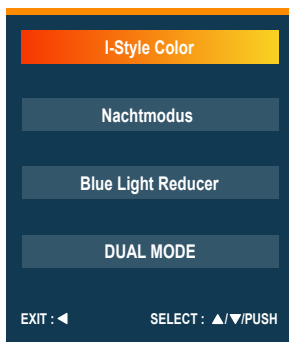 I-Style Color
Nachtmodus
Blue Light Reducer
DUAL MODE
EXIT : ◀ SELECT : ▲/▼/PUSH